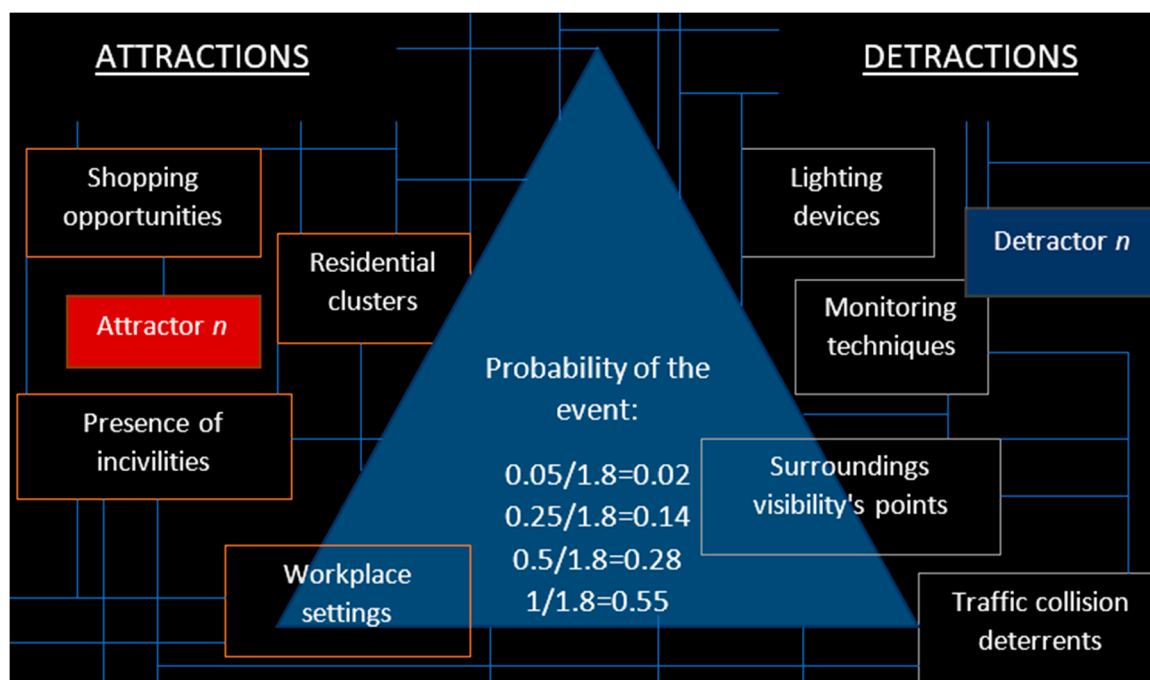 ATTRACTIONS
DETRACTIONS
Shopping
opportunities
Residential
clusters
Attractor n
Presence of
incivilities
Workplace
settings
Probability of the
event:
0.05/1.8=0.02
0.25/1.8=0.14
0.5/1.8=0.28
1/1.8=0.55
Lighting
devices
Detractor n
Monitoring
techniques
Surroundings
visibility's points
Traffic collision
deterrents